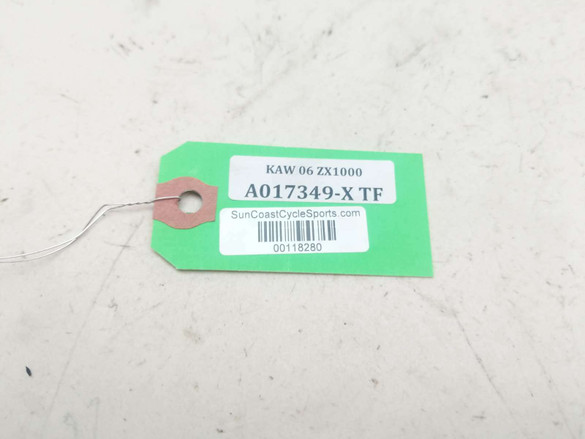 KAW 06 ZX1000
A017349-X TF
SunCoastCycleSports.com
00118280